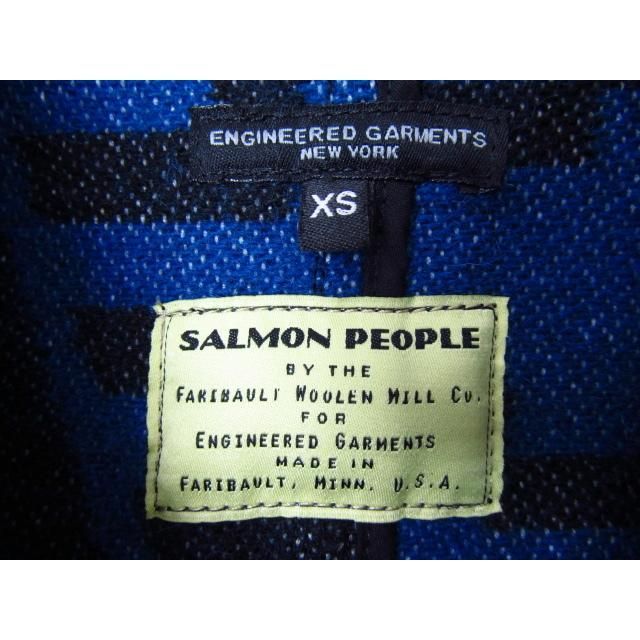 ENGINEERED GARMENTS
NEW YORK
XS
SALMON PEOPLE
BY THE
FARIBAULT WOOLEN MILL CO.
FOR
ENGINEERED GARMENTS
MADE IN
FARIBAULT, MINN. U.S.A.